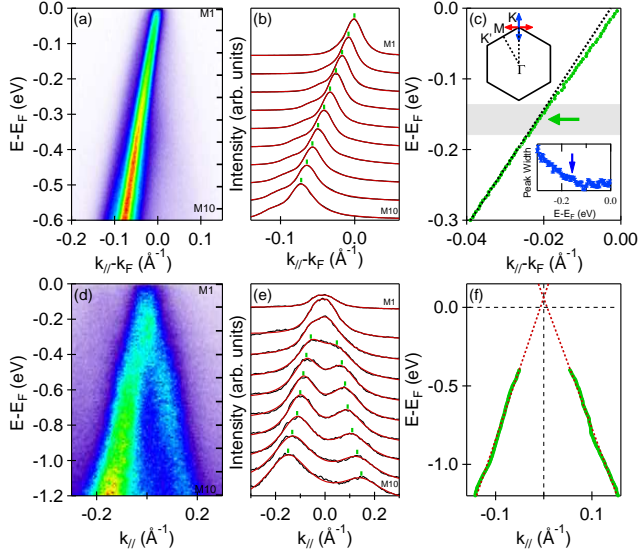 (a)
M1
M10
0.0
-0.1
-0.2
-0.3
-0.4
-0.5
-0.6
E-E_F (eV)
-0.2 -0.1 0.0 0.1
k_//-k_F (Å⁻¹)
(b)
M1
M10
Intensity (arb. units)
-0.1 0.0
k_//-k_F (Å⁻¹)
(c)
K
M
K'
Γ
0.0
-0.1
-0.2
-0.3
E-E_F (eV)
Peak Width
-0.2 0.0
E-E_F (eV)
-0.04 -0.02 0.00
k_//-k_F (Å⁻¹)
(d)
M1
M10
0.0
-0.2
-0.4
-0.6
-0.8
-1.0
-1.2
E-E_F (eV)
-0.2 0.0 0.2
k_// (Å⁻¹)
(e)
M1
M10
Intensity (arb. units)
-0.2 0.0 0.2
k_// (Å⁻¹)
(f)
0.0
-0.5
-1.0
E-E_F (eV)
-0.1 0.0 0.1
k_// (Å⁻¹)